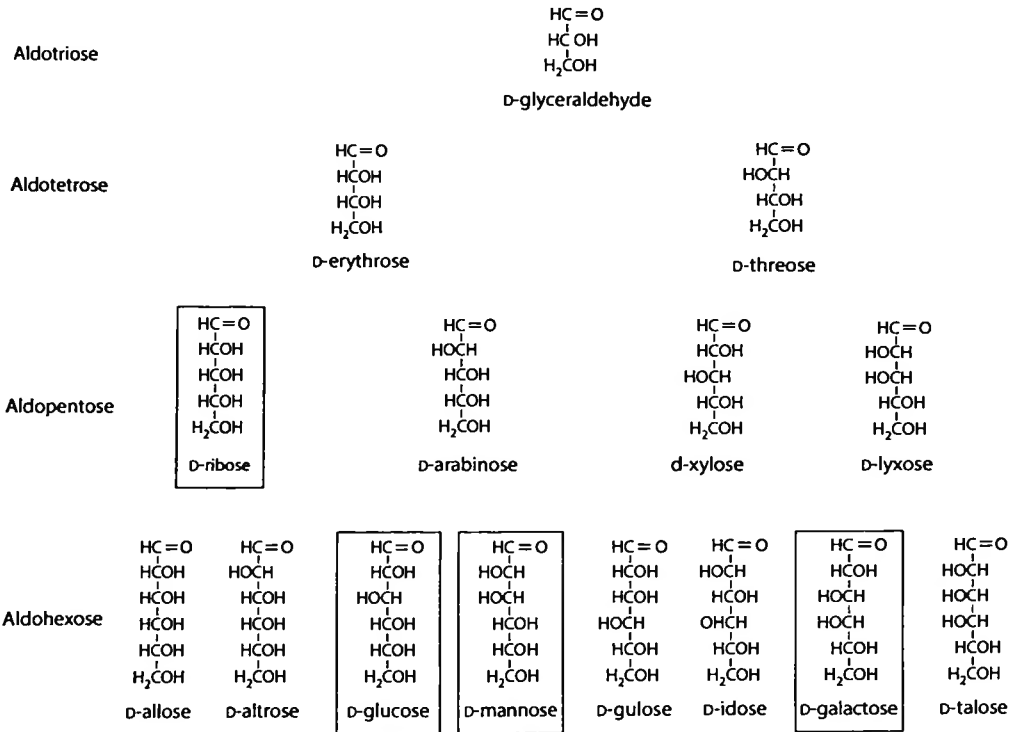 Aldotriose
HC=O
HC OH
H₂COH
D-glyceraldehyde
Aldotetrose
HC=O
HCOH
HCOH
H₂COH
D-erythrose
HC=O
HOCH
HCOH
H₂COH
D-threose
Aldopentose
HC=O
HCOH
HCOH
HCOH
H₂COH
D-ribose
HC=O
HOCH
HCOH
HCOH
H₂COH
D-arabinose
HC=O
HCOH
HOCH
HCOH
H₂COH
d-xylose
HC=O
HOCH
HOCH
HCOH
H₂COH
D-lyxose
Aldohexose
HC=O
HCOH
HCOH
HCOH
HCOH
H₂COH
D-allose
HC=O
HOCH
HCOH
HCOH
HCOH
H₂COH
D-altrose
HC=O
HCOH
HOCH
HCOH
HCOH
H₂COH
D-glucose
HC=O
HOCH
HOCH
HCOH
HCOH
H₂COH
D-mannose
HC=O
HCOH
HCOH
HOCH
HCOH
H₂COH
D-gulose
HC=O
HOCH
HCOH
OHCH
HCOH
H₂COH
D-idose
HC=O
HCOH
HOCH
HOCH
HCOH
H₂COH
D-galactose
HC=O
HOCH
HOCH
HOCH
HCOH
H₂COH
D-talose